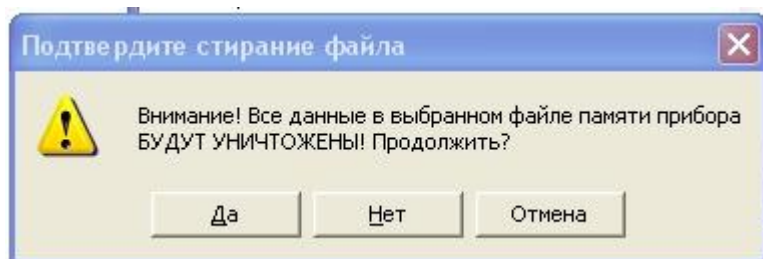 Подтвердите стирание файла
Внимание! Все данные в выбранном файле памяти прибора
БУДУТ УНИЧТОЖЕНЫ! Продолжить?
Да Нет Отмена